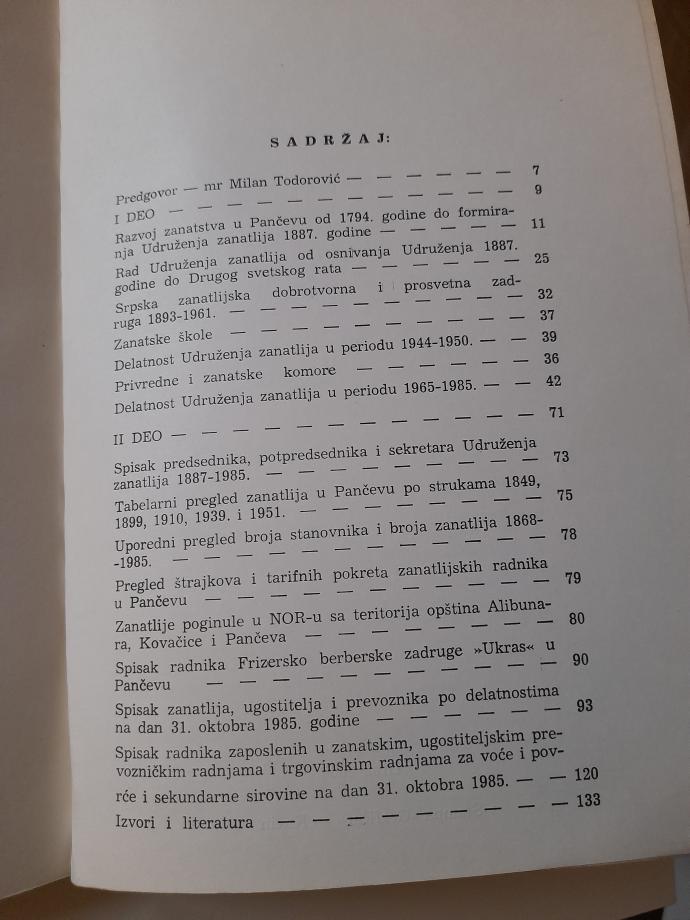 SADRŽAJ:
Predgovor — mr Milan Todorović — — — — — — 7
I DEO — — — — — — — — — — — 9
Razvoj zanatstva u Pančevu od 1794. godine do formira-
nja Udruženja zanatlija 1887. godine — — — — — 11
Rad Udruženja zanatlija od osnivanja Udruženja 1887.
godine do Drugog svetskog rata — — — — — — 25
Srpska zanatlijska dobrotvorna i prosvetna zad-
ruga 1893-1961. — — — — — — — — — — 32
Zanatske škole — — — — — — — — — — 37
Delatnost Udruženja zanatlija u periodu 1944-1950. — — 39
Privredne i zanatske komore — — — — — — 36
Delatnost Udruženja zanatlija u periodu 1965-1985. — — 42
II DEO — — — — — — — — — — — — 71
Spisak predsednika, potpredsednika i sekretara Udruženja
zanatlija 1887-1985. — — — — — — — — — 73
Tabelarni pregled zanatlija u Pančevu po strukama 1849,
1899, 1910, 1939. i 1951. — — — — — — — — 75
Uporedni pregled broja stanovnika i broja zanatlija 1868-
-1985. — — — — — — — — — — — — 78
Pregled štrajkova i tarifnih pokreta zanatlijskih radnika
u Pančevu — — — — — — — — — — — 79
Zanatlije poginule u NOR-u sa teritorija opština Alibuna-
ra, Kovačice i Pančeva — — — — — — — — 80
Spisak radnika Frizersko berberske zadruge »Ukras« u
Pančevu — — — — — — — — — — — 90
Spisak zanatlija, ugostitelja i prevoznika po delatnostima
na dan 31. oktobra 1985. godine — — — — — — 93
Spisak radnika zaposlenih u zanatskim, ugostiteljskim pre-
vozničkim radnjama i trgovinskim radnjama za voće i pov-
rće i sekundarne sirovine na dan 31. oktobra 1985. — — 120
Izvori i literatura — — — — — — — — — 133